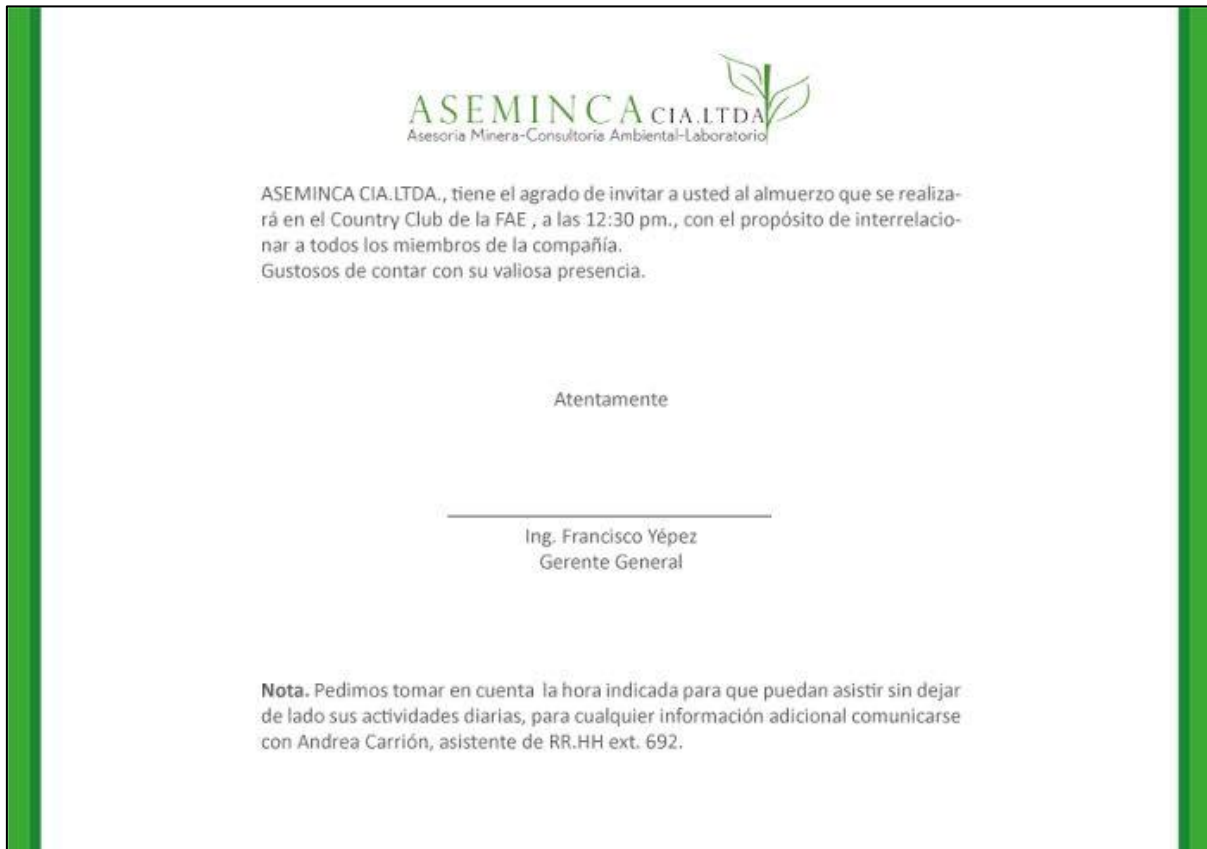 ASEMINCA CIA.LTDA
Asesoria Minera-Consultoria Ambiental-Laboratorio
ASEMINCA CIA.LTDA., tiene el agrado de invitar a usted al almuerzo que se realiza-
rá en el Country Club de la FAE , a las 12:30 pm., con el propósito de interrelacio-
nar a todos los miembros de la compañía.
Gustosos de contar con su valiosa presencia.
Atentamente
Ing. Francisco Yépez
Gerente General
Nota. Pedimos tomar en cuenta  la hora indicada para que puedan asistir sin dejar
de lado sus actividades diarias, para cualquier información adicional comunicarse
con Andrea Carrión, asistente de RR.HH ext. 692.